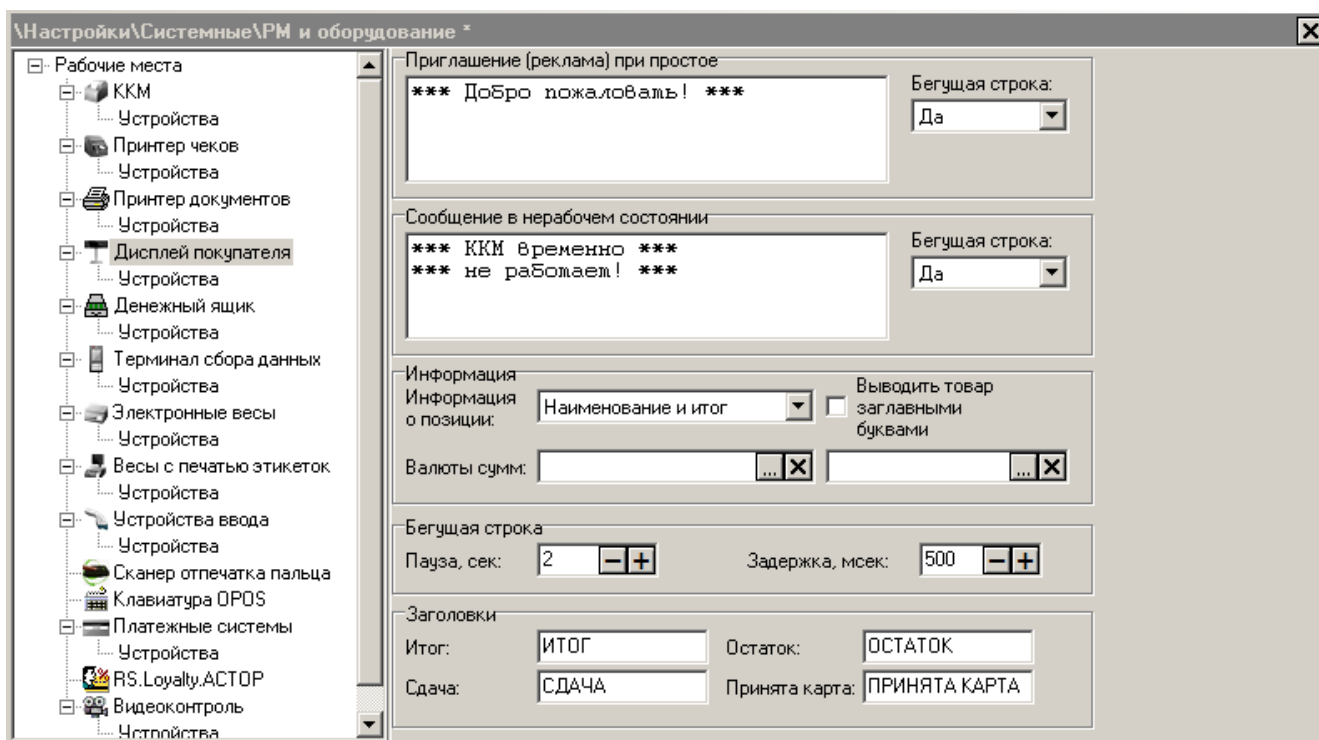 \Настройки\Системные\РМ и оборудование *
Рабочие места
ККМ
Устройства
Принтер чеков
Устройства
Принтер документов
Устройства
Дисплей покупателя
Устройства
Денежный ящик
Устройства
Терминал сбора данных
Устройства
Электронные весы
Устройства
Весы с печатью этикеток
Устройства
Устройства ввода
Устройства
Сканер отпечатка пальца
Клавиатура OPOS
Платежные системы
Устройства
RS.Loyalty.АСТОР
Видеоконтроль
Устройства
Приглашение (реклама) при простое
*** Добро пожаловать! ***
Бегущая строка:
Да
Сообщение в нерабочем состоянии
*** ККМ временно ***
*** не работает! ***
Бегущая строка:
Да
Информация
Информация
о позиции:
Наименование и итог
Выводить товар
заглавными
буквами
Валюты сумм:
...
...
Бегущая строка
Пауза, сек: 2
Задержка, мсек: 500
Заголовки
Итог: ИТОГ
Остаток: ОСТАТОК
Сдача: СДАЧА
Принята карта: ПРИНЯТА КАРТА